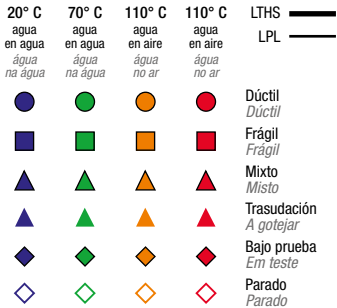 20° C 70° C 110° C 110° C LTHS
agua agua agua agua
en agua en agua en aire en aire LPL
água água água água
na água na água no ar no ar
Dúctil
Dúctil
Frágil
Frágil
Mixto
Misto
Trasudación
A gotejar
Bajo prueba
Em teste
Parado
Parado